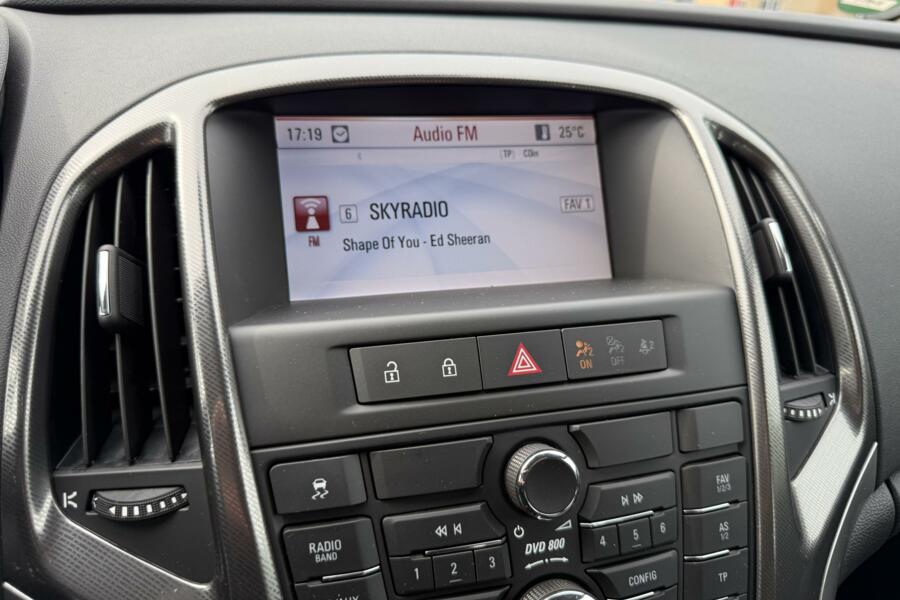 17:19 Audio FM 25°C
[TP] CDin
6 SKYRADIO FAV 1
FM Shape Of You - Ed Sheeran
2 ON OFF 2
FAV 1/2/3
4 5 6
RADIO BAND
DVD 800
AS 1/2
1 2 3
CONFIG
TP